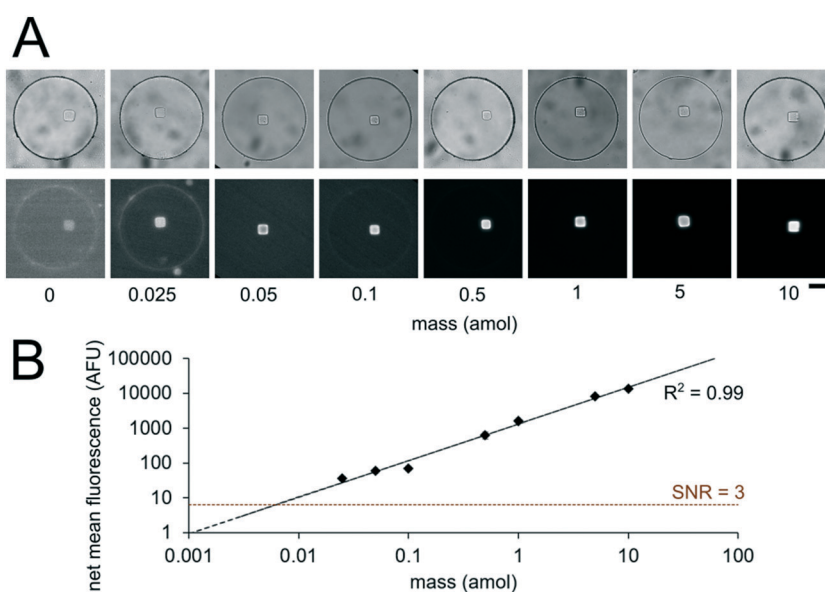 A
0 0.025 0.05 0.1 0.5 1 5 10
mass (amol)
B
net mean fluorescence (AFU)
100000
10000
1000
100
10
1
R² = 0.99
SNR = 3
0.001 0.01 0.1 1 10 100
mass (amol)